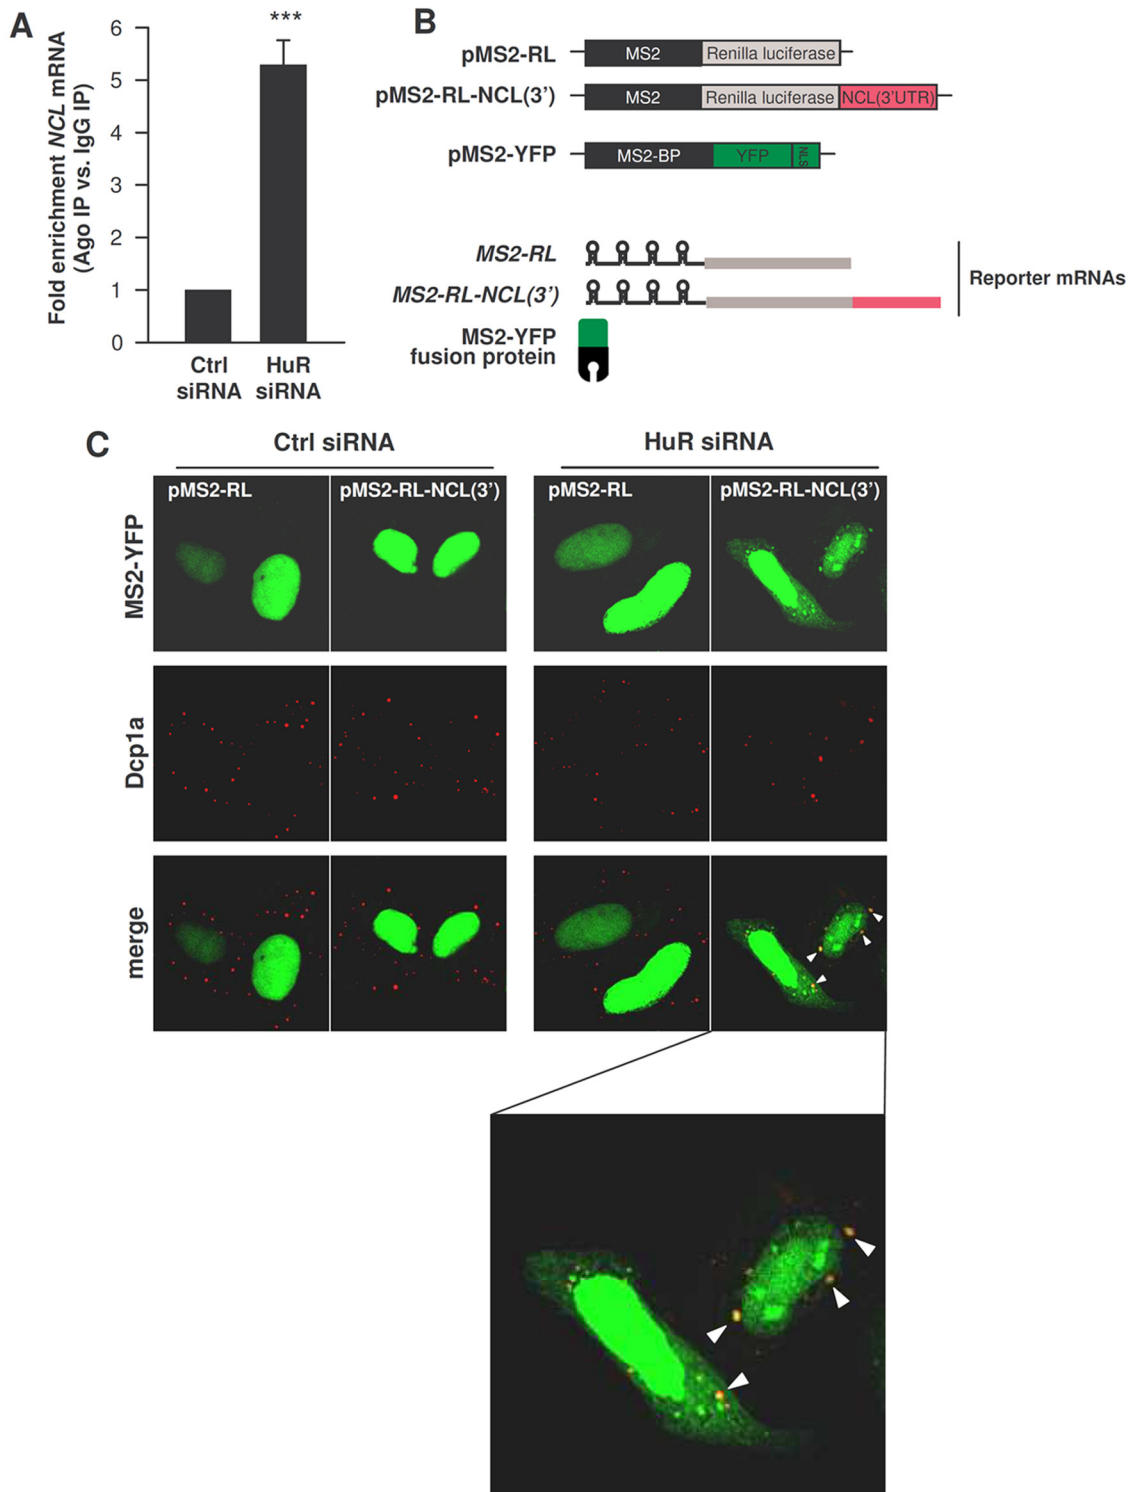 A
Fold enrichment NCL mRNA
(Ago IP vs. IgG IP)
6
5
4
3
2
1
0
***
Ctrl
siRNA
HuR
siRNA
B
pMS2-RL
MS2
Renilla luciferase
pMS2-RL-NCL(3’)
MS2
Renilla luciferase
NCL(3’UTR)
pMS2-YFP
MS2-BP
YFP
NLS
MS2-RL
MS2-RL-NCL(3’)
Reporter mRNAs
MS2-YFP
fusion protein
C
Ctrl siRNA
HuR siRNA
pMS2-RL
pMS2-RL-NCL(3’)
pMS2-RL
pMS2-RL-NCL(3’)
MS2-YFP
Dcp1a
merge